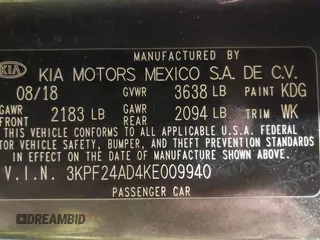 MANUFACTURED BY
KIA KIA MOTORS MEXICO S.A. DE C.V.
08/18 GVWR 3638 LB PAINT KDG
GAWR FRONT 2183 LB GAWR REAR 2094 LB TRIM WK
THIS VEHICLE CONFORMS TO ALL APPLICABLE U.S.A. FEDERAL
MOTOR VEHICLE SAFETY, BUMPER, AND THEFT PREVENTION
STANDARDS IN EFFECT ON THE DATE OF MANUFACTURE
V.I.N. 3KPF24AD4KE009940
PASSENGER CAR
DREAMBID